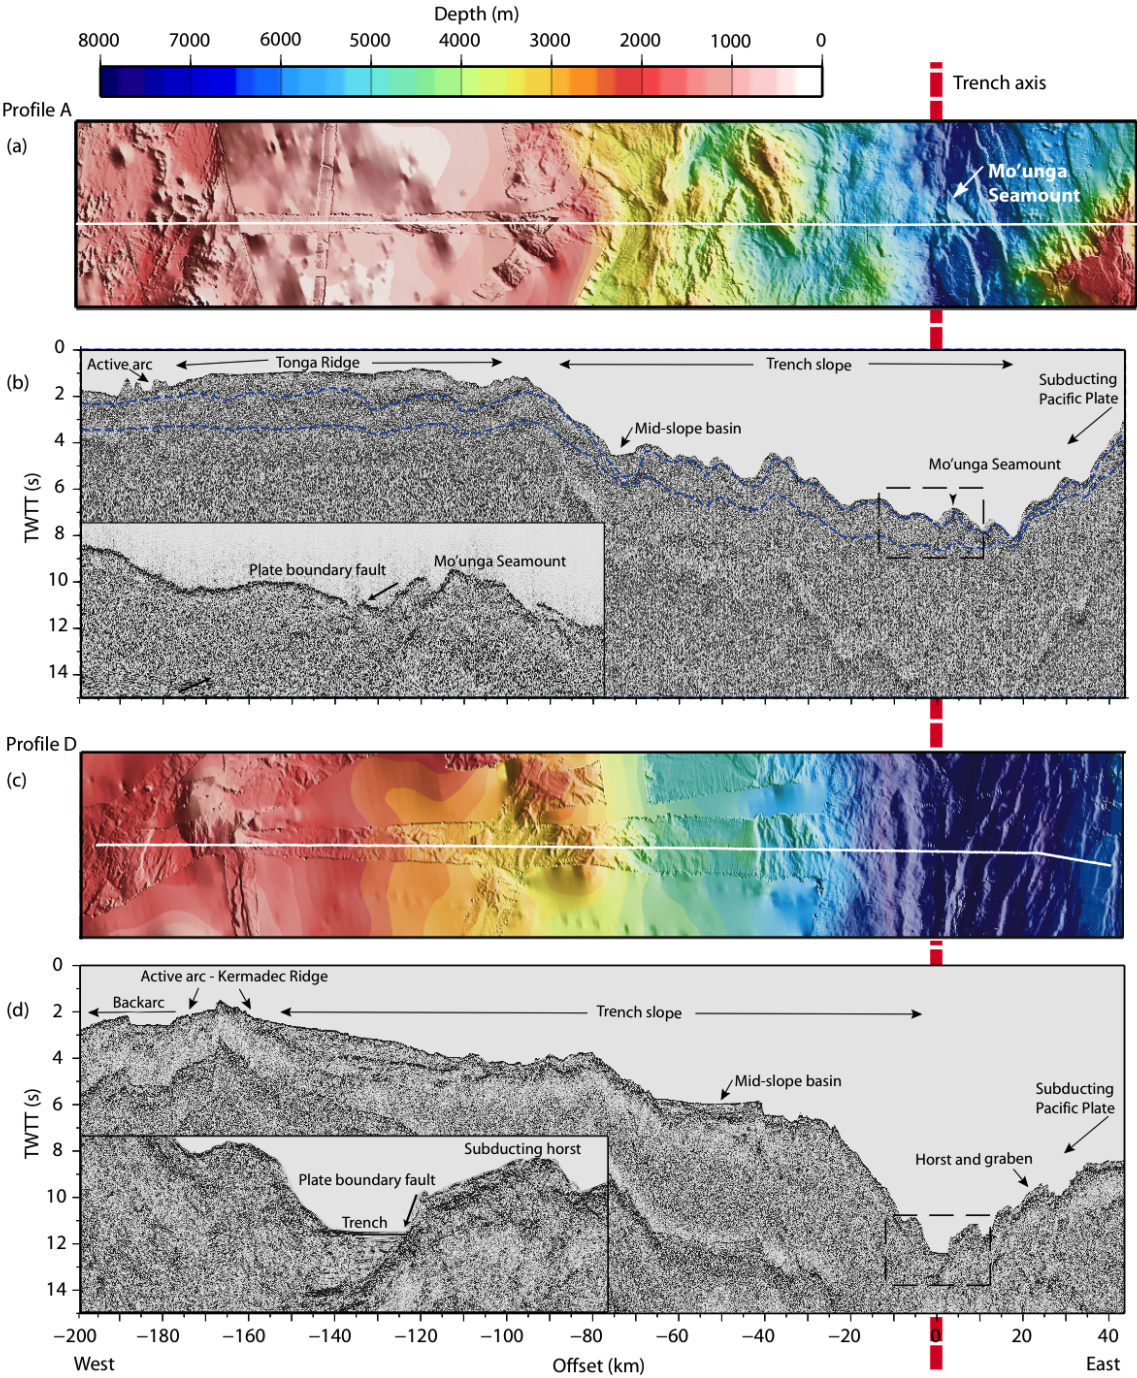 Depth (m)
8000 7000 6000 5000 4000 3000 2000 1000 0
Trench axis
Profile A
(a)
Mo’unga
Seamount
(b)
0
2
4
6
8
10
12
14
TWTT (s)
Active arc
Tonga Ridge
Trench slope
Subducting
Pacific Plate
Mid-slope basin
Mo’unga Seamount
Plate boundary fault
Mo’unga Seamount
Profile D
(c)
(d)
0
2
4
6
8
10
12
14
TWTT (s)
Active arc - Kermadec Ridge
Backarc
Trench slope
Mid-slope basin
Subducting
Pacific Plate
Horst and graben
Subducting horst
Plate boundary fault
Trench
−200 −180 −160 −140 −120 −100 −80 −60 −40 −20 0 20 40
West Offset (km) East